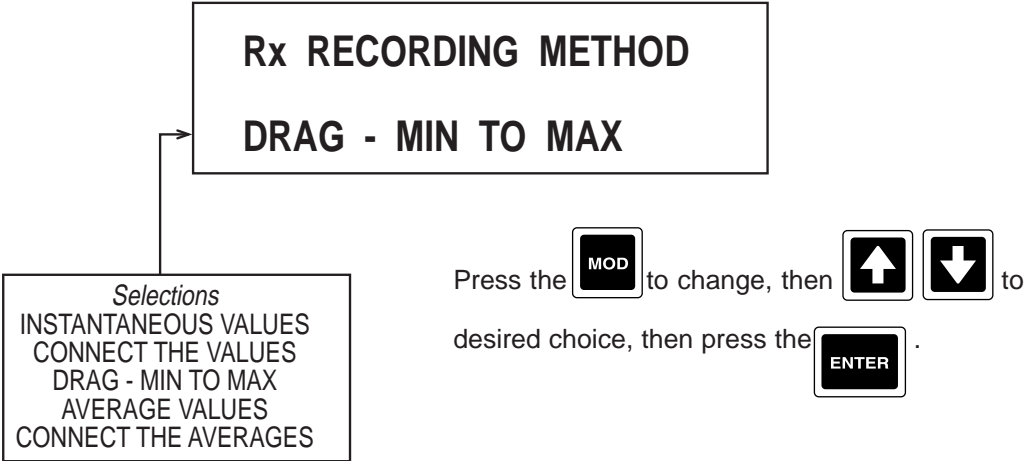 Rx RECORDING METHOD
DRAG - MIN TO MAX
Selections
INSTANTANEOUS VALUES
CONNECT THE VALUES
DRAG - MIN TO MAX
AVERAGE VALUES
CONNECT THE AVERAGES
Press the MOD to change, then to
desired choice, then press the ENTER .